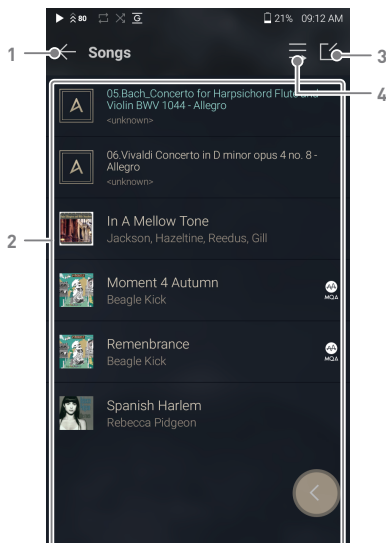 80 G 21% 09:12 AM
1 Songs 3
4
05.Bach_Concerto for Harpsichord Flute and
Violin BWV 1044 - Allegro
<unknown>
06.Vivaldi Concerto in D minor opus 4 no. 8 -
Allegro
<unknown>
In A Mellow Tone
Jackson, Hazeltine, Reedus, Gill
2
Moment 4 Autumn
Beagle Kick
MQA
Remenbrance
Beagle Kick
MQA
Spanish Harlem
Rebecca Pidgeon